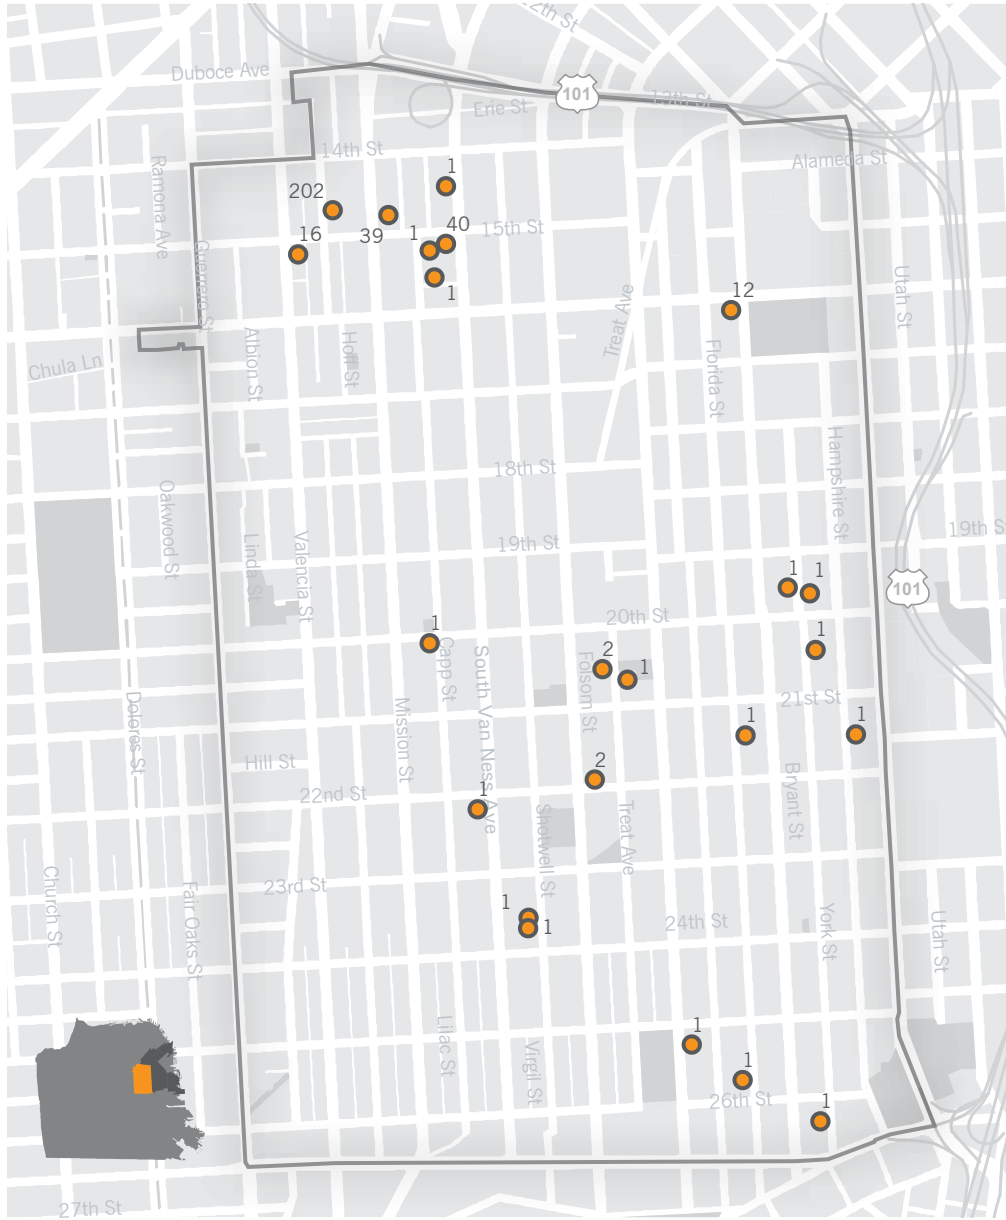 22th St
Duboce Ave
101
13th St
Erie St
14th St
Alameda St
Ramona Ave
1
202
40
15th St
16
39
1
1
Guerrero St
Utah St
12
Treat Ave
Albion St
Hoff St
Florida St
Chula Ln
Hampshire St
18th St
Oakwood St
19th St
19th S
Linda St
Valencia St
1
1
101
20th St
1
Capp St
South Van Ness Ave
Folsom St
2
1
1
21st St
Mission St
Dolores St
1
1
Hill St
2
Bryant St
22nd St
1
Shotwell St
Treat Ave
Church St
23rd St
Fair Oaks St
1
1
24th St
York St
Utah St
Lilac St
Virgil St
1
1
26th St
1
27th St